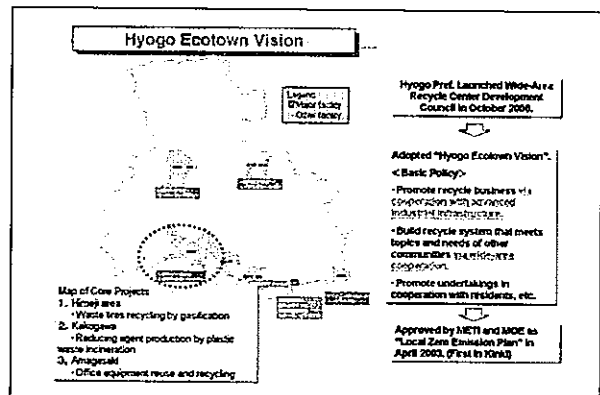 Hyogo Ecotown Vision
Legend
Major facility
Other facility
Map of Core Projects
1. Himeji area
・Waste tires recycling by gasification
2. Kakogawa
・Reducing agent production by plastic
waste incineration
3. Amagasaki
・Office equipment reuse and recycling
Hyogo Pref. Launched Wide-Area
Recycle Center Development
Council in October 2000.
Adopted "Hyogo Ecotown Vision".
<Basic Policy>
・Promote recycle business via
cooperation with advanced
industrial infrastructure.
・Build recycle system that meets
topics and needs of other
communities via wide-area
cooperation.
・Promote undertakings in
cooperation with residents, etc.
Approved by METI and MOE as
"Local Zero Emission Plan" in
April 2003. (First in Kinki)